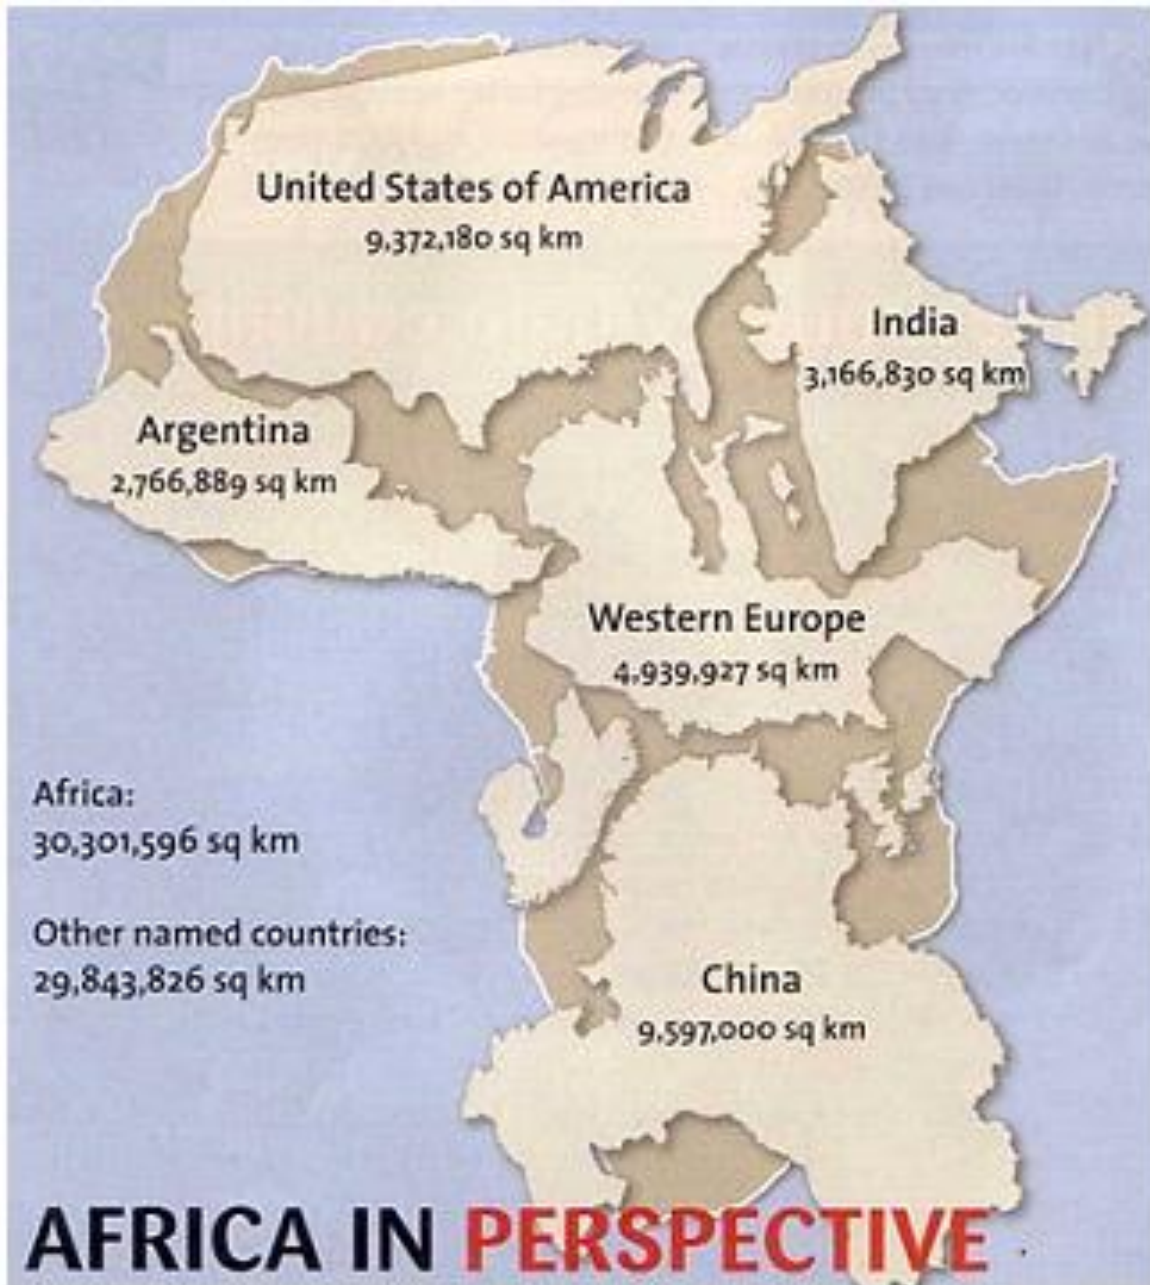 United States of America
9,372,180 sq km
India
3,166,830 sq km
Argentina
2,766,889 sq km
Western Europe
4,939,927 sq km
Africa:
30,301,596 sq km
Other named countries:
29,843,826 sq km
China
9,597,000 sq km
AFRICA IN PERSPECTIVE